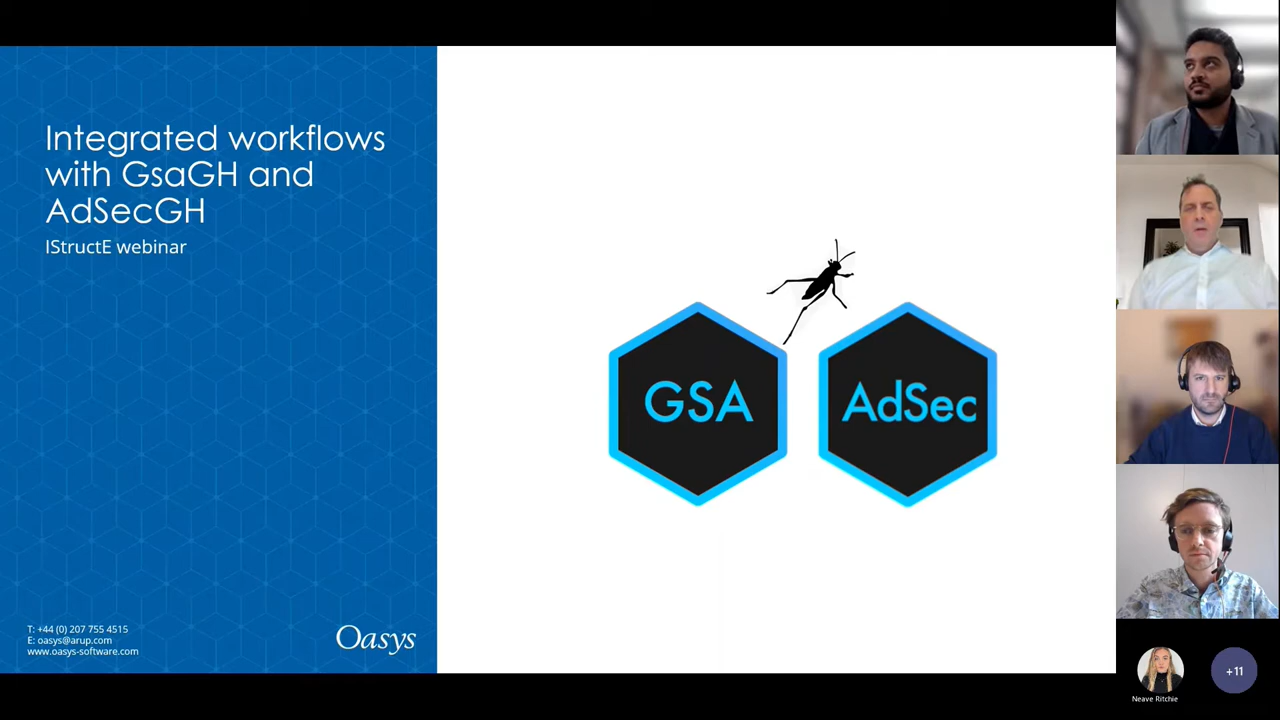 Integrated workflows
with GsaGH and
AdSecGH
IStructE webinar
GSA
AdSec
T: +44 (0) 207 755 4515
E: oasys@arup.com
www.oasys-software.com
Oasys
Neave Ritchie
+11